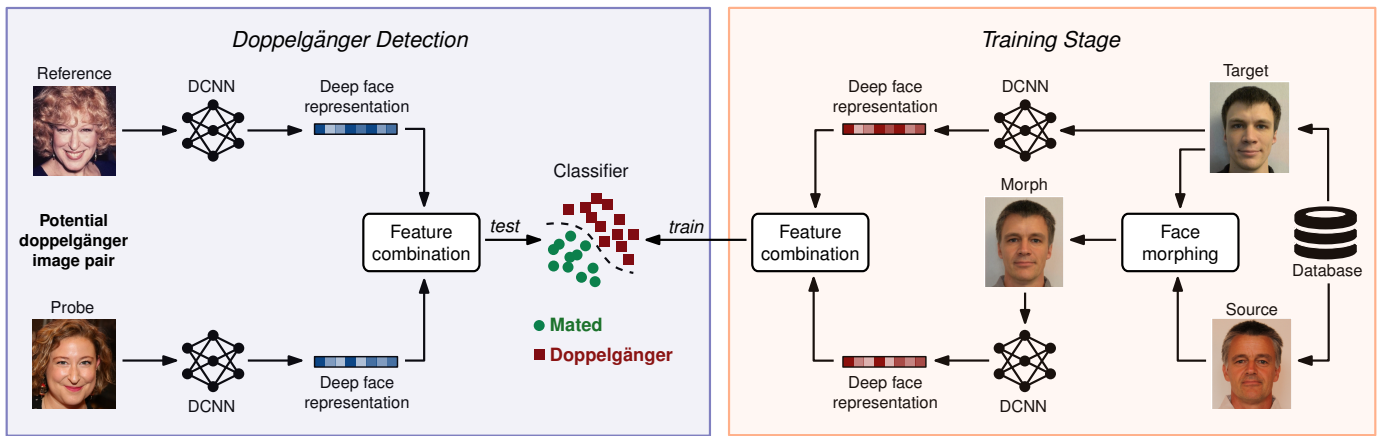 Doppelgänger Detection
Reference
DCNN
Deep face
representation
Potential
doppelgänger
image pair
Feature
combination
test
Classifier
Mated
Doppelgänger
Probe
DCNN
Deep face
representation
Training Stage
Target
Deep face
representation
DCNN
Morph
train
Feature
combination
Face
morphing
Database
Source
Deep face
representation
DCNN